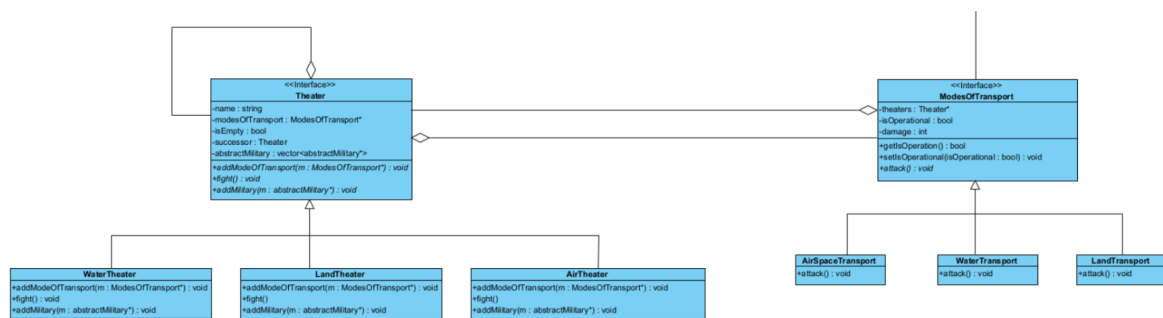 <<Interface>>
Theater
-name : string
-modesOfTransport : ModesOfTransport*
-isEmpty : bool
-successor : Theater
-abstractMilitary : vector<abstractMilitary*>
+addModeOfTransport(m : ModesOfTransport*) : void
+fight() : void
+addMilitary(m : abstractMilitary*) : void
<<Interface>>
ModesOfTransport
-theaters : Theater*
-isOperational : bool
-damage : int
+getIsOperation() : bool
+setIsOperational(isOperational : bool) : void
+attack() : void
WaterTheater
+addModeOfTransport(m : ModesOfTransport*) : void
+fight() : void
+addMilitary(m : abstractMilitary*) : void
LandTheater
+addModeOfTransport(m : ModesOfTransport*) : void
+fight()
+addMilitary(m : abstractMilitary*) : void
AirTheater
+addModeOfTransport(m : ModesOfTransport*) : void
+fight()
+addMilitary(m : abstractMilitary*) : void
AirSpaceTransport
+attack() : void
WaterTransport
+attack() : void
LandTransport
+attack() : void